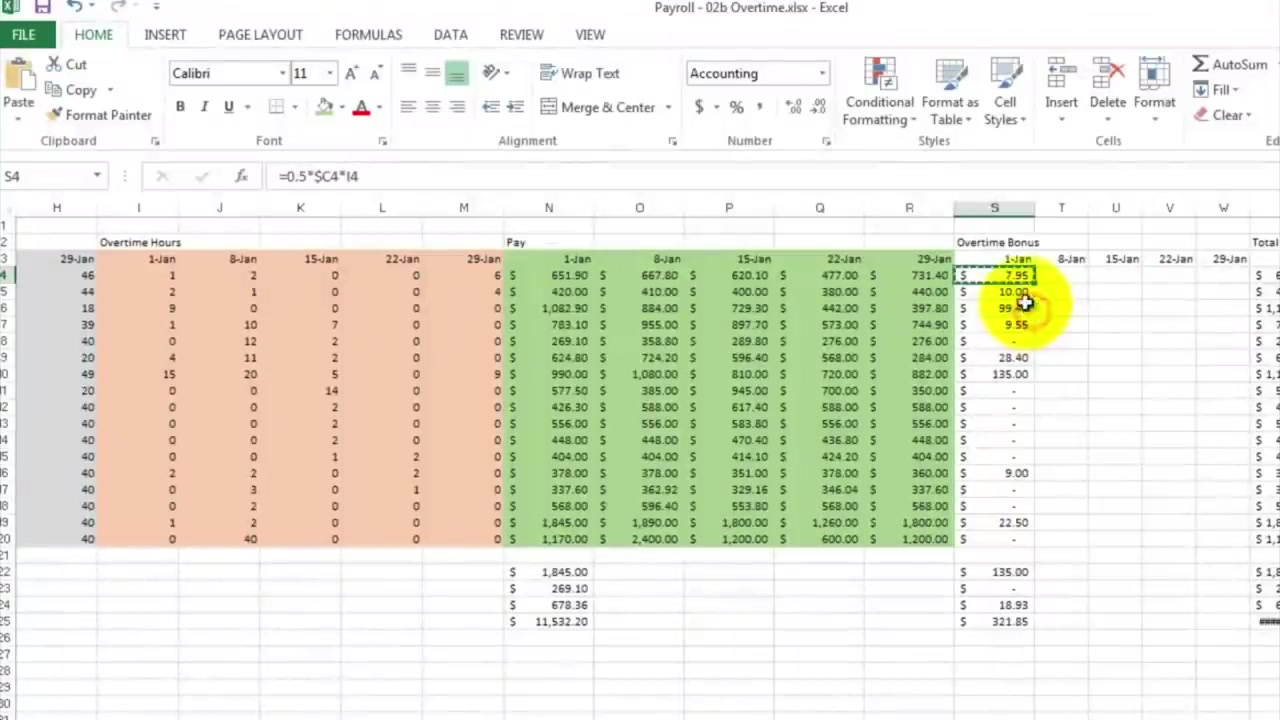 Payroll - 02b Overtime.xlsx - Excel
FILE HOME INSERT PAGE LAYOUT FORMULAS DATA REVIEW VIEW
Cut Calibri 11 Wrap Text Accounting AutoSum
Copy Fill
Paste Format Painter B I U Merge & Center $ % Conditional Formatting Format as Table Cell Styles Insert Delete Format Clear
Clipboard Font Alignment Number Styles Cells
S4 fx =0.5*$C4*I4
H I J K L M N O P Q R S T U V W
1
2 Overtime Hours Pay Overtime Bonus Total
3 29-Jan 1-Jan 8-Jan 15-Jan 22-Jan 29-Jan 1-Jan 8-Jan 15-Jan 22-Jan 29-Jan 1-Jan 8-Jan 15-Jan 22-Jan 29-Jan
4 46 1 2 0 0 6 $ 651.90 $ 667.80 $ 620.10 $ 477.00 $ 731.40 $ 7.95 $
5 44 2 1 0 0 4 $ 420.00 $ 410.00 $ 400.00 $ 380.00 $ 440.00 $ 10.00 $
6 18 9 0 0 0 0 $ 1,082.90 $ 884.00 $ 729.30 $ 442.00 $ 397.80 $ $ 1,1
7 39 1 10 7 0 0 $ 783.10 $ 955.00 $ 897.70 $ 573.00 $ 744.90 $ 9.55 $
8 40 0 12 2 0 0 $ 269.10 $ 358.80 $ 289.80 $ 276.00 $ 276.00 $ - $
9 20 4 11 2 0 0 $ 624.80 $ 724.20 $ 596.40 $ 568.00 $ 284.00 $ 28.40 $
10 49 15 20 5 0 9 $ 990.00 $ 1,080.00 $ 810.00 $ 720.00 $ 882.00 $ 135.00 $ 1,1
11 20 0 0 14 0 0 $ 577.50 $ 385.00 $ 945.00 $ 700.00 $ 350.00 $ - $
12 40 0 0 2 0 0 $ 426.30 $ 588.00 $ 617.40 $ 588.00 $ 588.00 $ - $
13 40 0 0 2 0 0 $ 556.00 $ 556.00 $ 583.80 $ 556.00 $ 556.00 $ - $
14 40 0 0 2 0 0 $ 448.00 $ 448.00 $ 470.40 $ 436.80 $ 448.00 $ - $
15 40 0 0 1 2 0 $ 404.00 $ 404.00 $ 414.10 $ 424.20 $ 404.00 $ - $
16 40 2 2 0 2 0 $ 378.00 $ 378.00 $ 351.00 $ 378.00 $ 360.00 $ 9.00 $
17 40 0 3 0 1 0 $ 337.60 $ 362.92 $ 329.16 $ 346.04 $ 337.60 $ - $
18 40 0 2 0 0 0 $ 568.00 $ 596.40 $ 553.80 $ 568.00 $ 568.00 $ - $
19 40 1 2 0 0 0 $ 1,845.00 $ 1,890.00 $ 1,800.00 $ 1,260.00 $ 1,800.00 $ 22.50 $ 1,8
20 40 0 40 0 0 0 $ 1,170.00 $ 2,400.00 $ 1,200.00 $ 600.00 $ 1,200.00 $ - $ 1,1
21
22 $ 1,845.00 $ 135.00 $ 1,8
23 $ 269.10 $ - $
24 $ 678.36 $ 18.93 $
25 $ 11,532.20 $ 321.85 ####
26
27
28
29
30